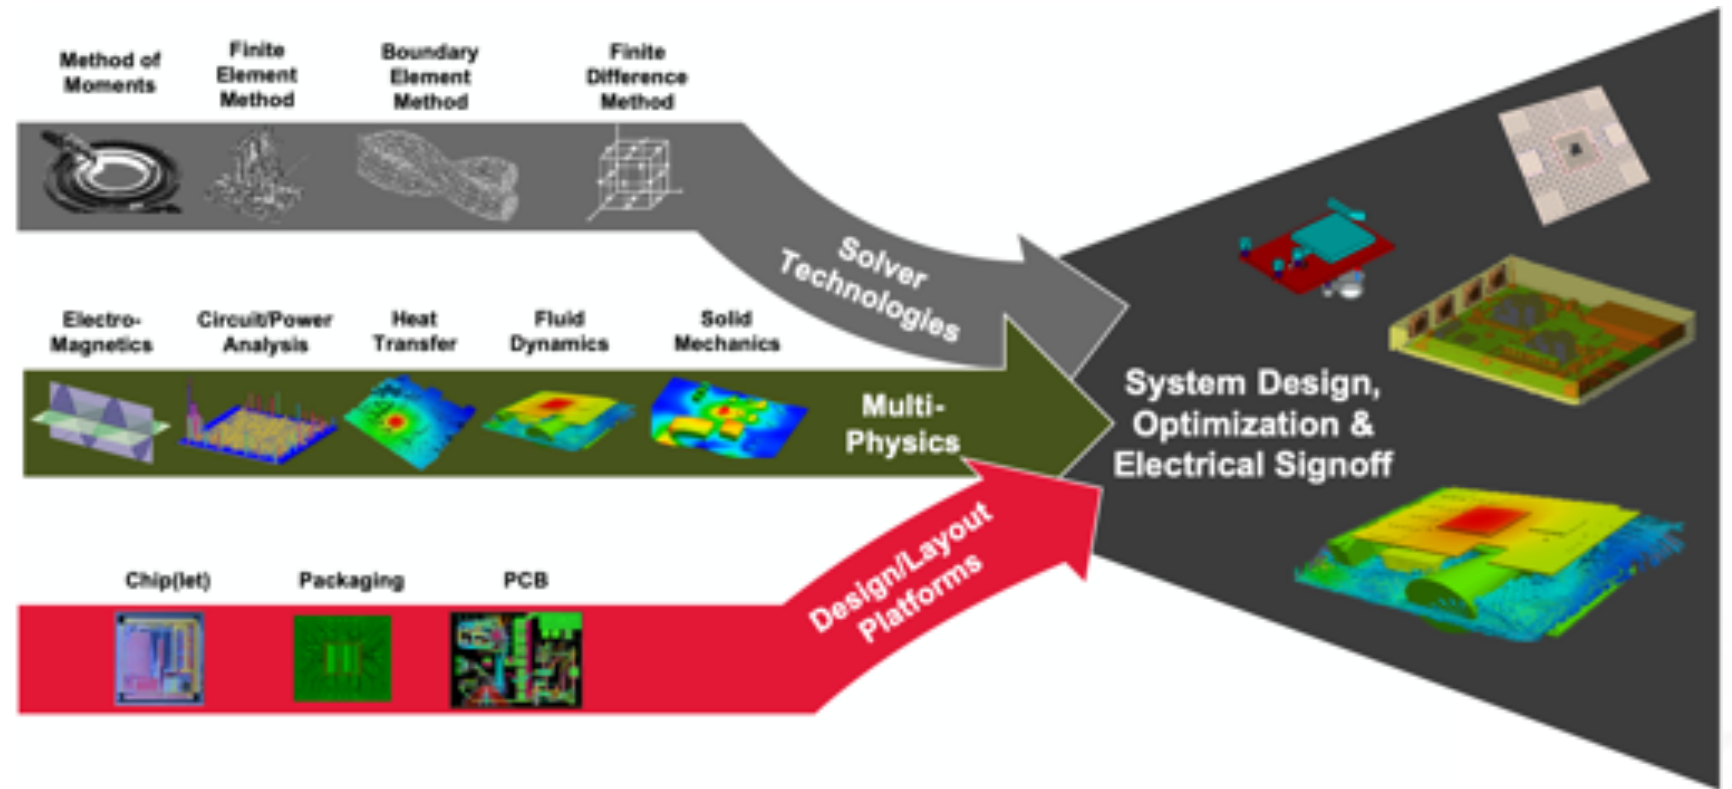 Method of
Moments
Finite
Element
Method
Boundary
Element
Method
Finite
Difference
Method
Solver
Technologies
Electro-
Magnetics
Circuit/Power
Analysis
Heat
Transfer
Fluid
Dynamics
Solid
Mechanics
Multi-
Physics
System Design,
Optimization &
Electrical Signoff
Chip(let)
Packaging
PCB
Design/Layout
Platforms